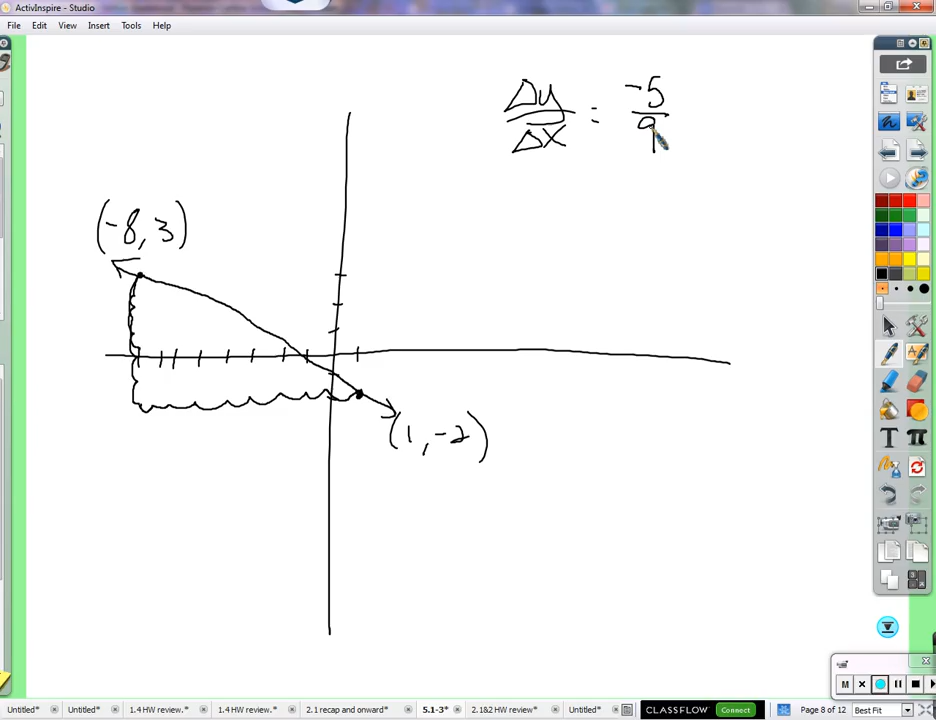 ActivInspire - Studio
File Edit View Insert Tools Help
Δy
ΔX
=
-5
9
(-8, 3)
(1, -2)
M
Untitled* Untitled* 1.4 HW review.* 1.4 HW review.* 2.1 recap and onward* 5.1-3* 2.1&2 HW review* Untitled* CLASSFLOW Connect Page 8 of 12 Best Fit